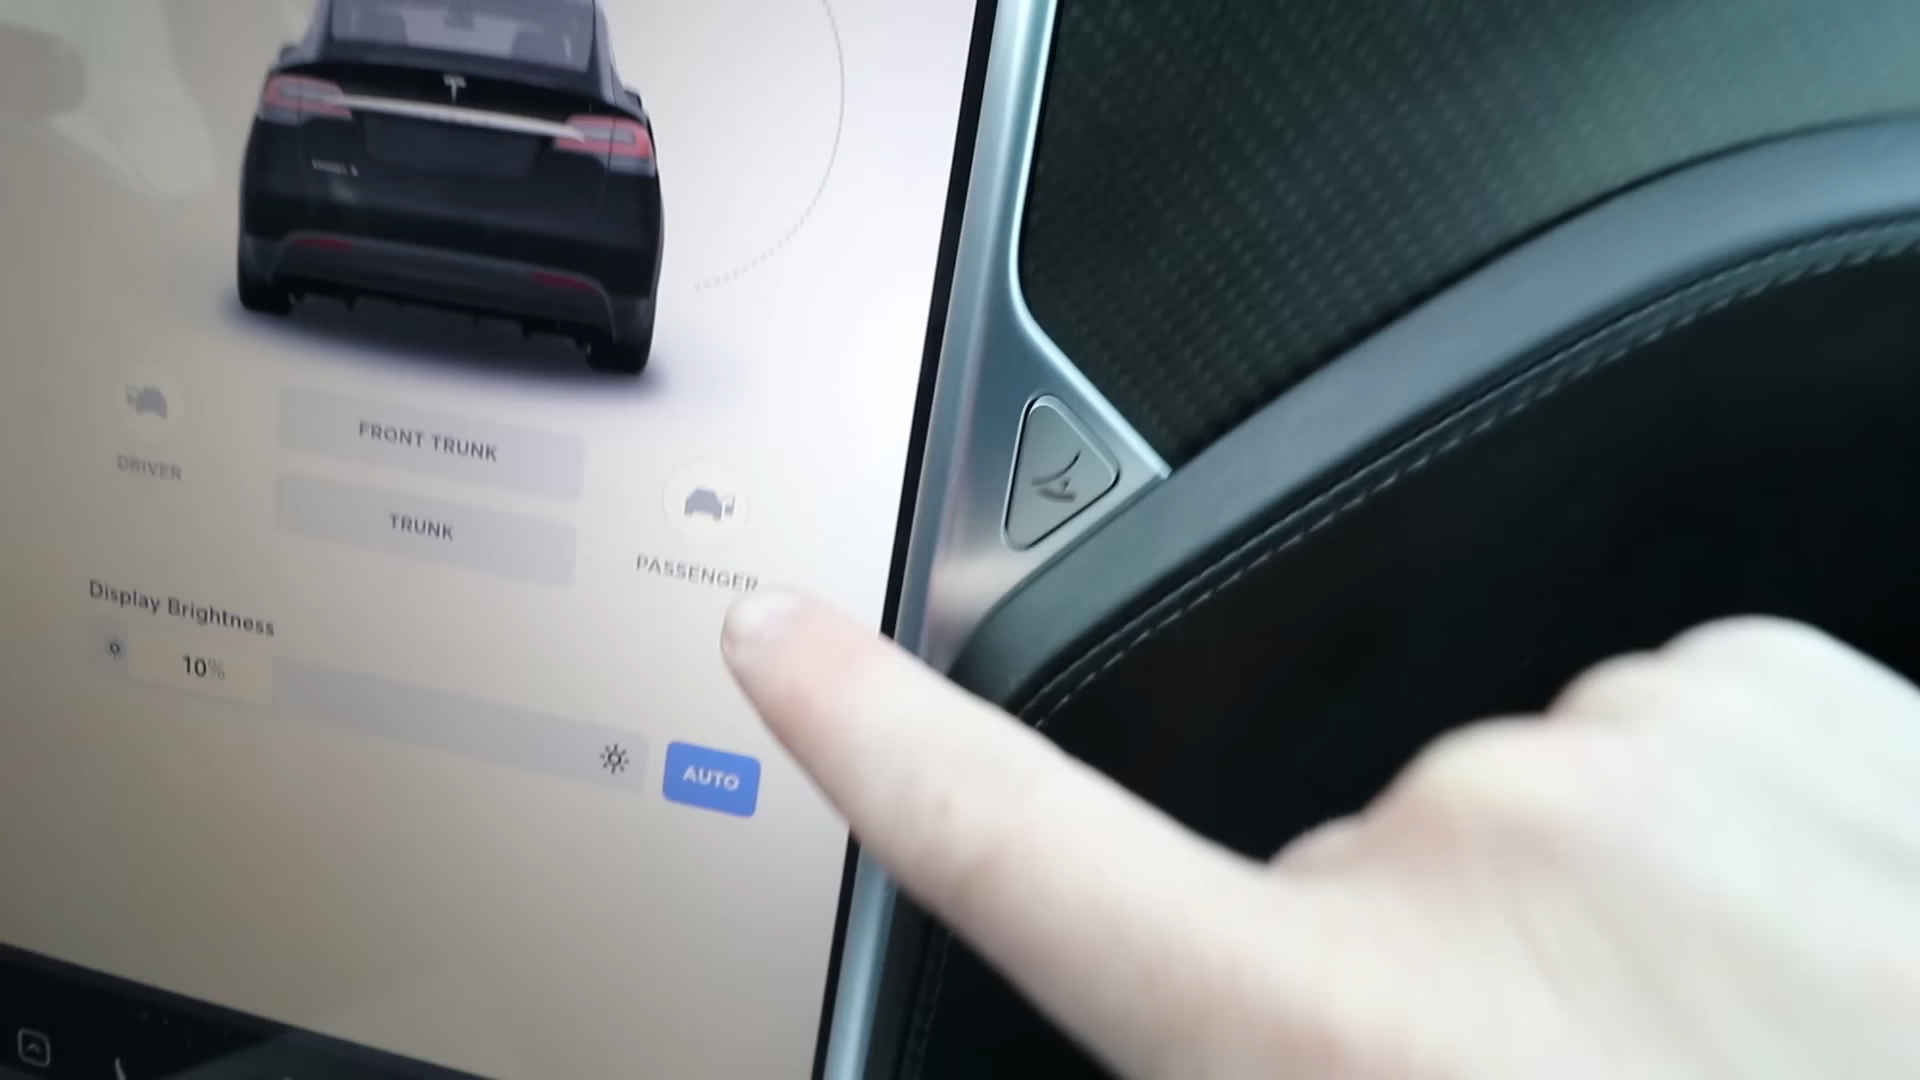 FRONT TRUNK
DRIVER
TRUNK
PASSENGER
Display Brightness
10%
AUTO